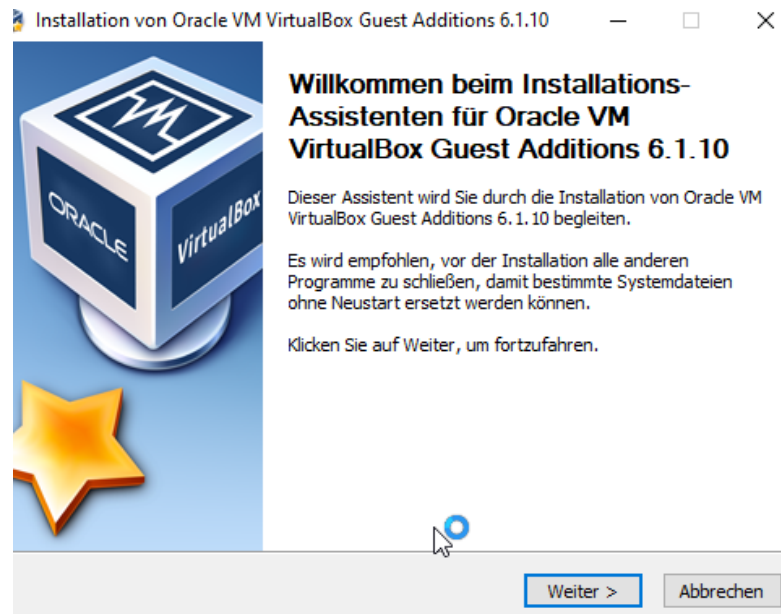 Installation von Oracle VM VirtualBox Guest Additions 6.1.10
Willkommen beim Installations-
Assistenten für Oracle VM
VirtualBox Guest Additions 6.1.10
Dieser Assistent wird Sie durch die Installation von Oracle VM
VirtualBox Guest Additions 6.1.10 begleiten.
Es wird empfohlen, vor der Installation alle anderen
Programme zu schließen, damit bestimmte Systemdateien
ohne Neustart ersetzt werden können.
Klicken Sie auf Weiter, um fortzufahren.
ORACLE
VirtualBox
Weiter >
Abbrechen